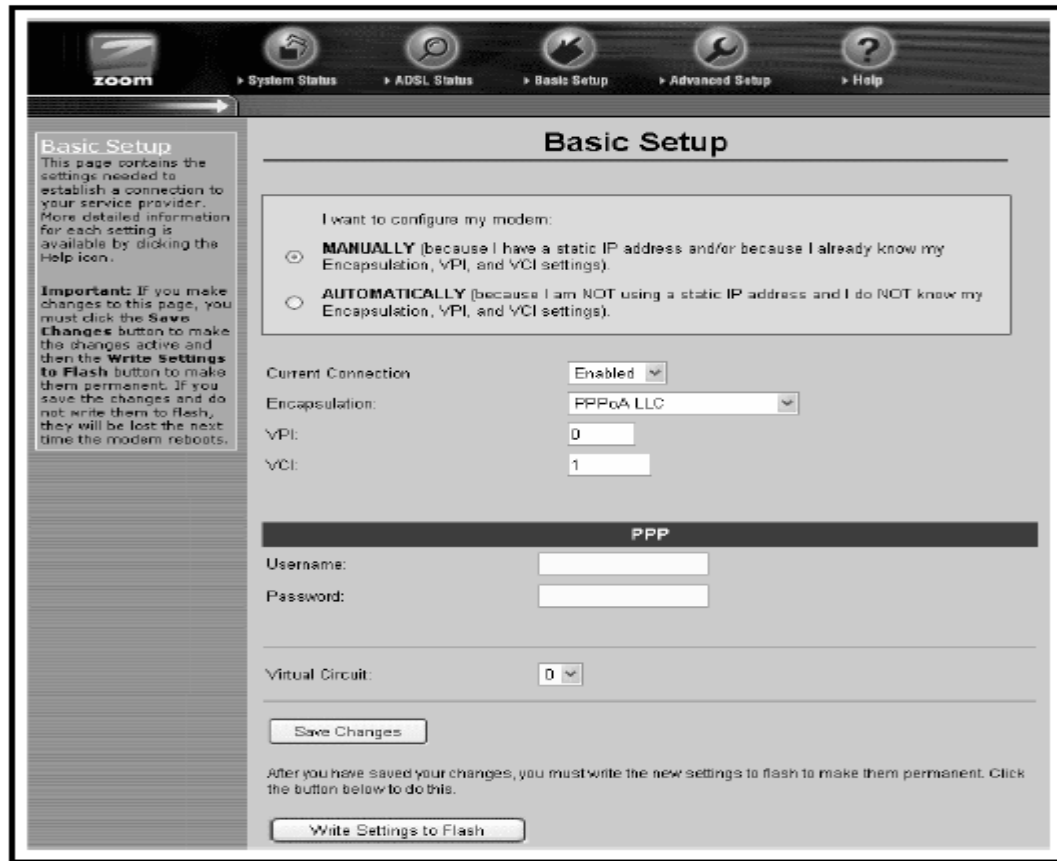 zoom
System Status
ADSL Status
Basic Setup
Advanced Setup
Help
Basic Setup
This page contains the
settings needed to
establish a connection to
your service provider.
More detailed information
for each setting is
available by clicking the
Help icon.
Important: If you make
changes to this page, you
must click the Save
Changes button to make
the changes active and
then the Write Settings
to Flash button to make
them permanent. If you
save the changes and do
not write them to flash,
they will be lost the next
time the modem reboots.
Basic Setup
I want to configure my modem:
MANUALLY (because I have a static IP address and/or because I already know my
Encapsulation, VPI, and VCI settings).
AUTOMATICALLY (because I am NOT using a static IP address and I do NOT know my
Encapsulation, VPI, and VCI settings).
Current Connection Enabled
Encapsulation: PPPoA LLC
VPI: 0
VCI: 1
PPP
Username:
Password:
Virtual Circuit: 0
Save Changes
After you have saved your changes, you must write the new settings to flash to make them permanent. Click
the button below to do this.
Write Settings to Flash